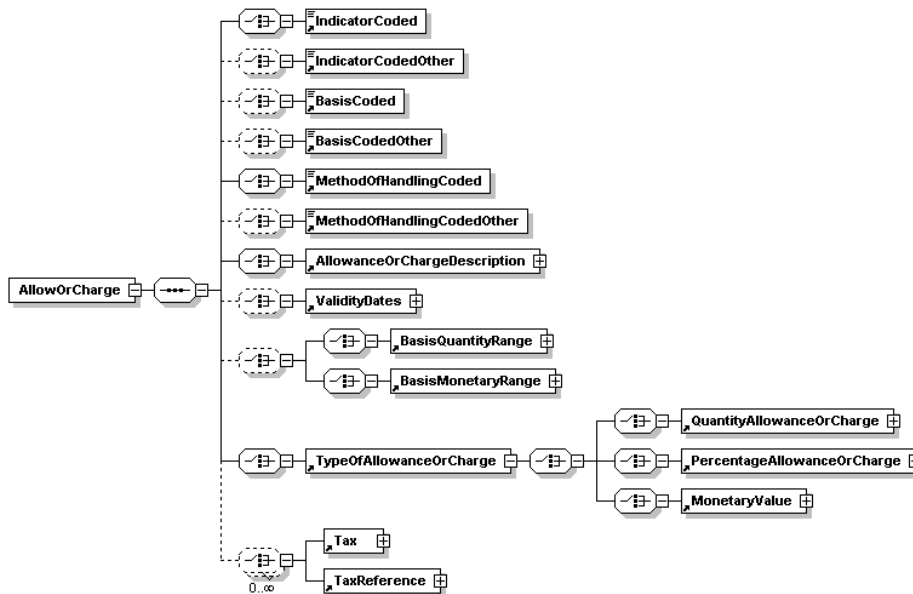 IndicatorCoded
IndicatorCodedOther
BasisCoded
BasisCodedOther
MethodOfHandlingCoded
MethodOfHandlingCodedOther
AllowanceOrChargeDescription
AllowOrCharge
ValidityDates
BasisQuantityRange
BasisMonetaryRange
QuantityAllowanceOrCharge
TypeOfAllowanceOrCharge
PercentageAllowanceOrCharge
MonetaryValue
Tax
TaxReference
0..∞